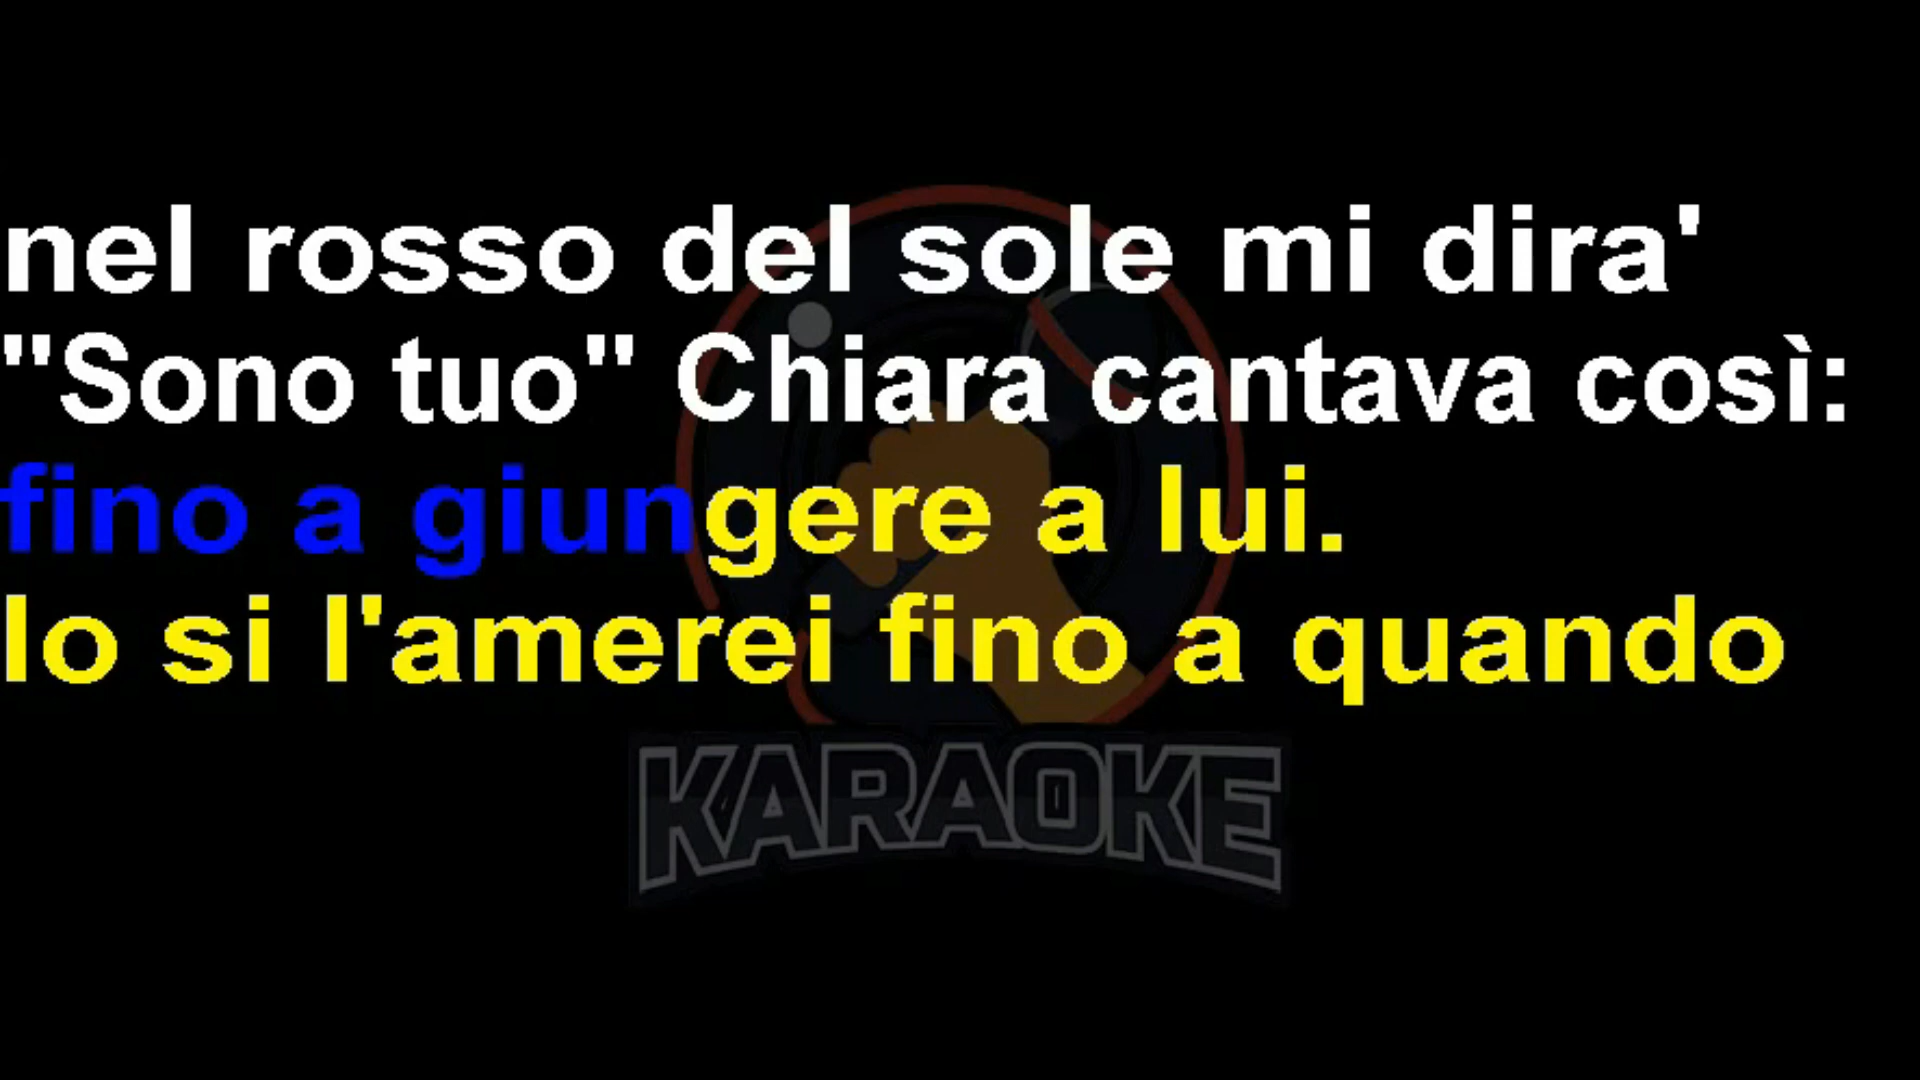 nel rosso del sole mi dira'
"Sono tuo" Chiara cantava così:
fino a giungere a lui.
Io si l'amerei fino a quando
KARAOKE